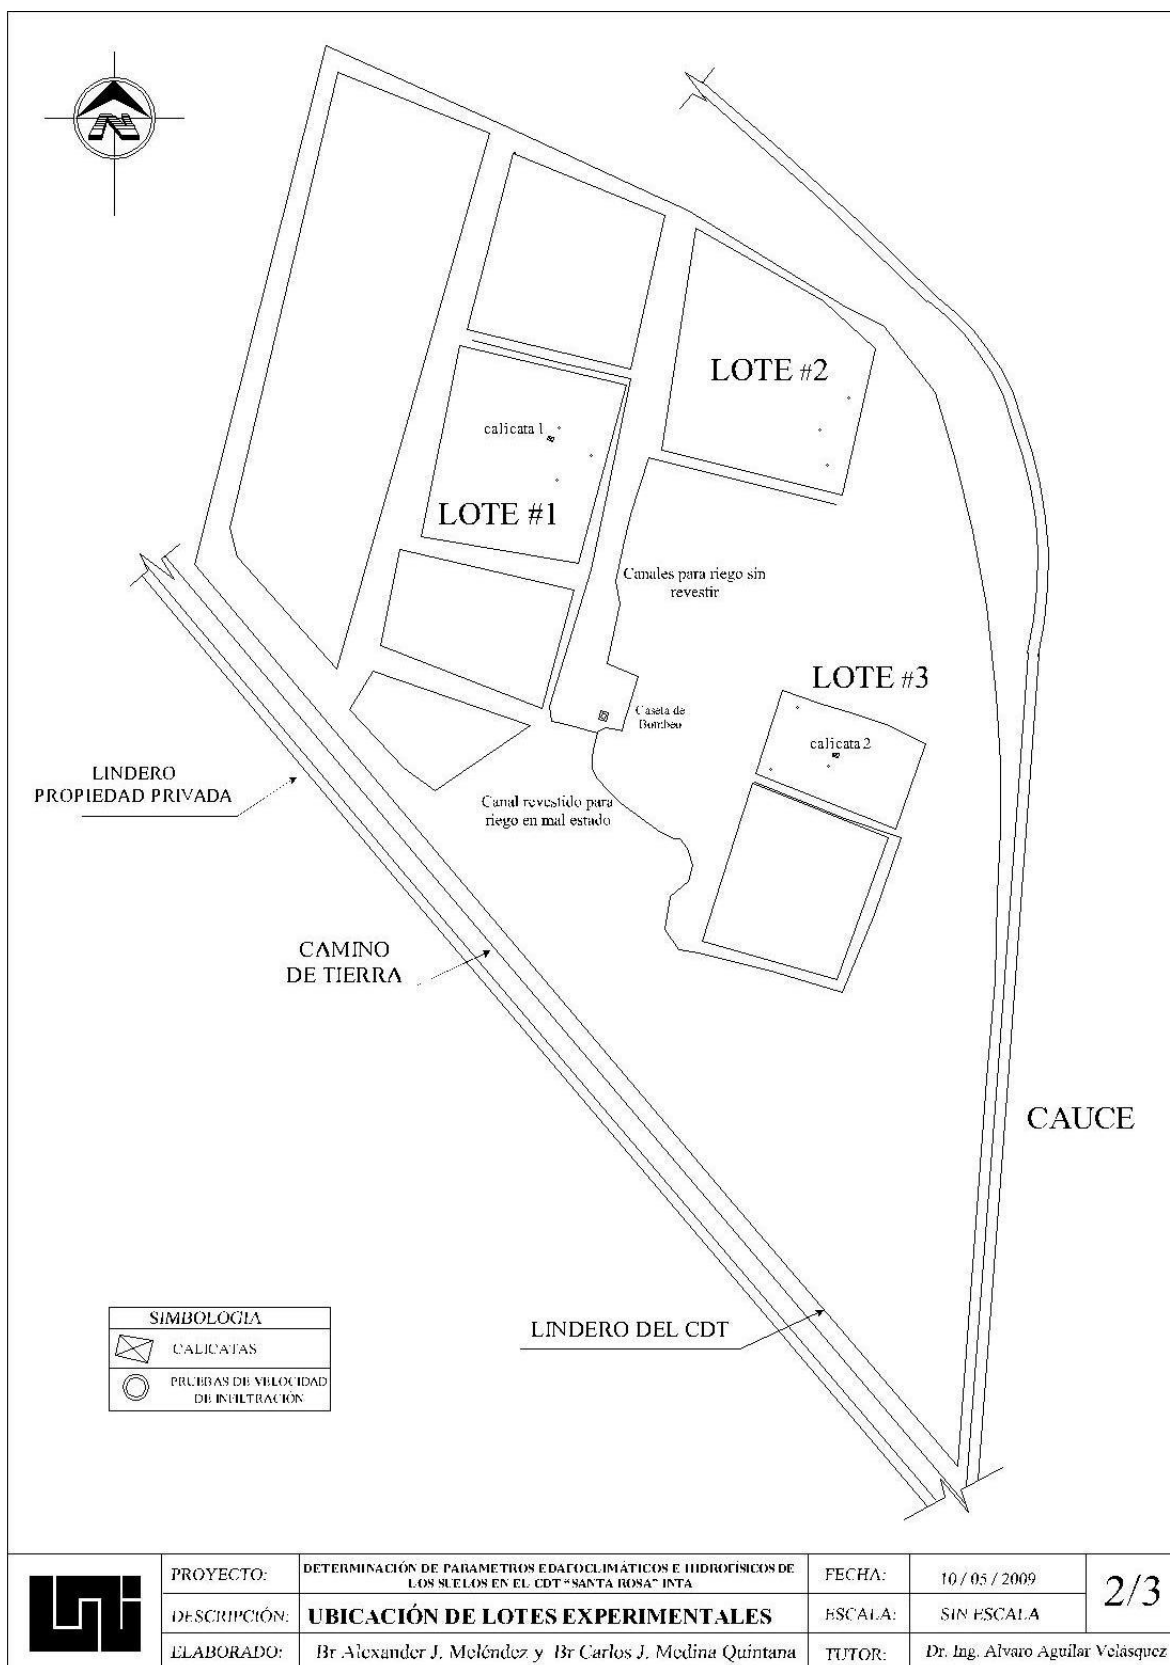 N
LOTE #2
calicata 1
LOTE #1
Canales para riego sin
revestir
LOTE #3
Caseta de
Bombeo
calicata 2
LINDERO
PROPIEDAD PRIVADA
Canal revestido para
riego en mal estado
CAMINO
DE TIERRA
CAUCE
LINDERO DEL CDT
SIMBOLOGIA
CALICATAS
PRUEBAS DE VELOCIDAD
DE INFILTRACIÓN
uni
PROYECTO:
DETERMINACIÓN DE PARAMETROS EDAFOCLIMÁTICOS E HIDROFÍSICOS DE
LOS SUELOS EN EL CDT "SANTA ROSA" INTA
FECHA:
10 / 05 / 2009
2/3
DESCRIPCIÓN:
UBICACIÓN DE LOTES EXPERIMENTALES
ESCALA:
SIN ESCALA
ELABORADO:
Br Alexander J. Meléndez y Br Carlos J. Medina Quintana
TUTOR:
Dr. Ing. Alvaro Aguilar Velásquez